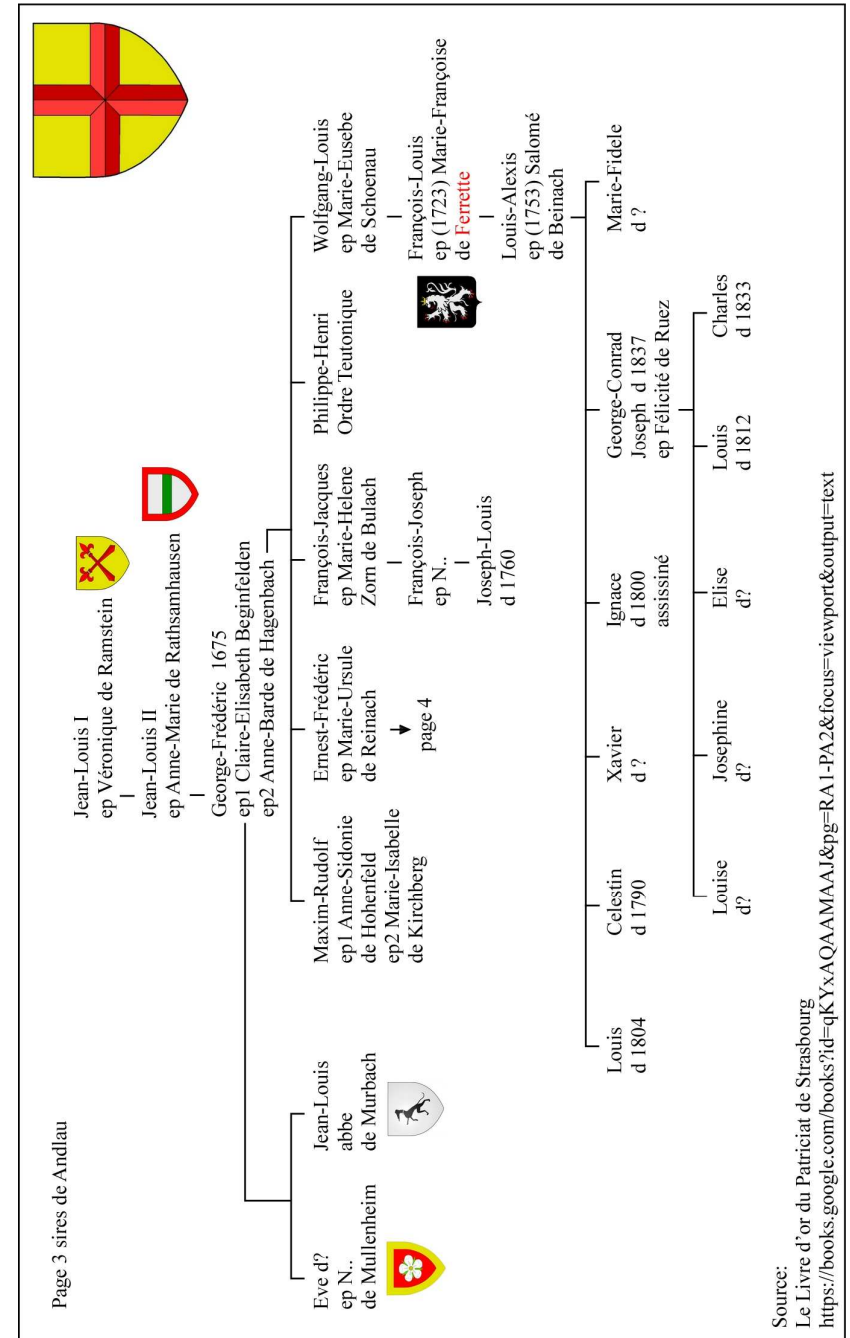 Page 3 sires de Andlau
Jean-Louis I
ep Véronique de Ramstein
Jean-Louis II
ep Anne-Marie de Rathsamhausen
George-Frédéric 1675
ep1 Claire-Elisabeth Beginfelden
ep2 Anne-Barde de Hagenbach
Eve d?
ep N..
de Mullenheim
Jean-Louis
abbe
de Murbach
Maxim-Rudolf
ep1 Anne-Sidonie
de Hohenfeld
ep2 Marie-Isabelle
de Kirchberg
Ernest-Frédéric
ep Marie-Ursule
de Reinach
page 4
François-Jacques
ep Marie-Helene
Zorn de Bulach
François-Joseph
ep N..
Joseph-Louis
d 1760
Philippe-Henri
Ordre Teutonique
Wolfgang-Louis
ep Marie-Eusebe
de Schoenau
François-Louis
ep (1723) Marie-Françoise
de Ferrette
Louis-Alexis
ep (1753) Salomé
de Beinach
Louis
d 1804
Celestin
d 1790
Xavier
d ?
Ignace
d 1800
assissiné
George-Conrad
Joseph d 1837
ep Félicité de Ruez
Marie-Fidele
d ?
Louise
d?
Josephine
d?
Elise
d?
Louis
d 1812
Charles
d 1833
Source:
Le Livre d'or du Patriciat de Strasbourg
https://books.google.com/books?id=qKYxAQAAMAAJ&pg=RA1-PA2&focus=viewport&output=text